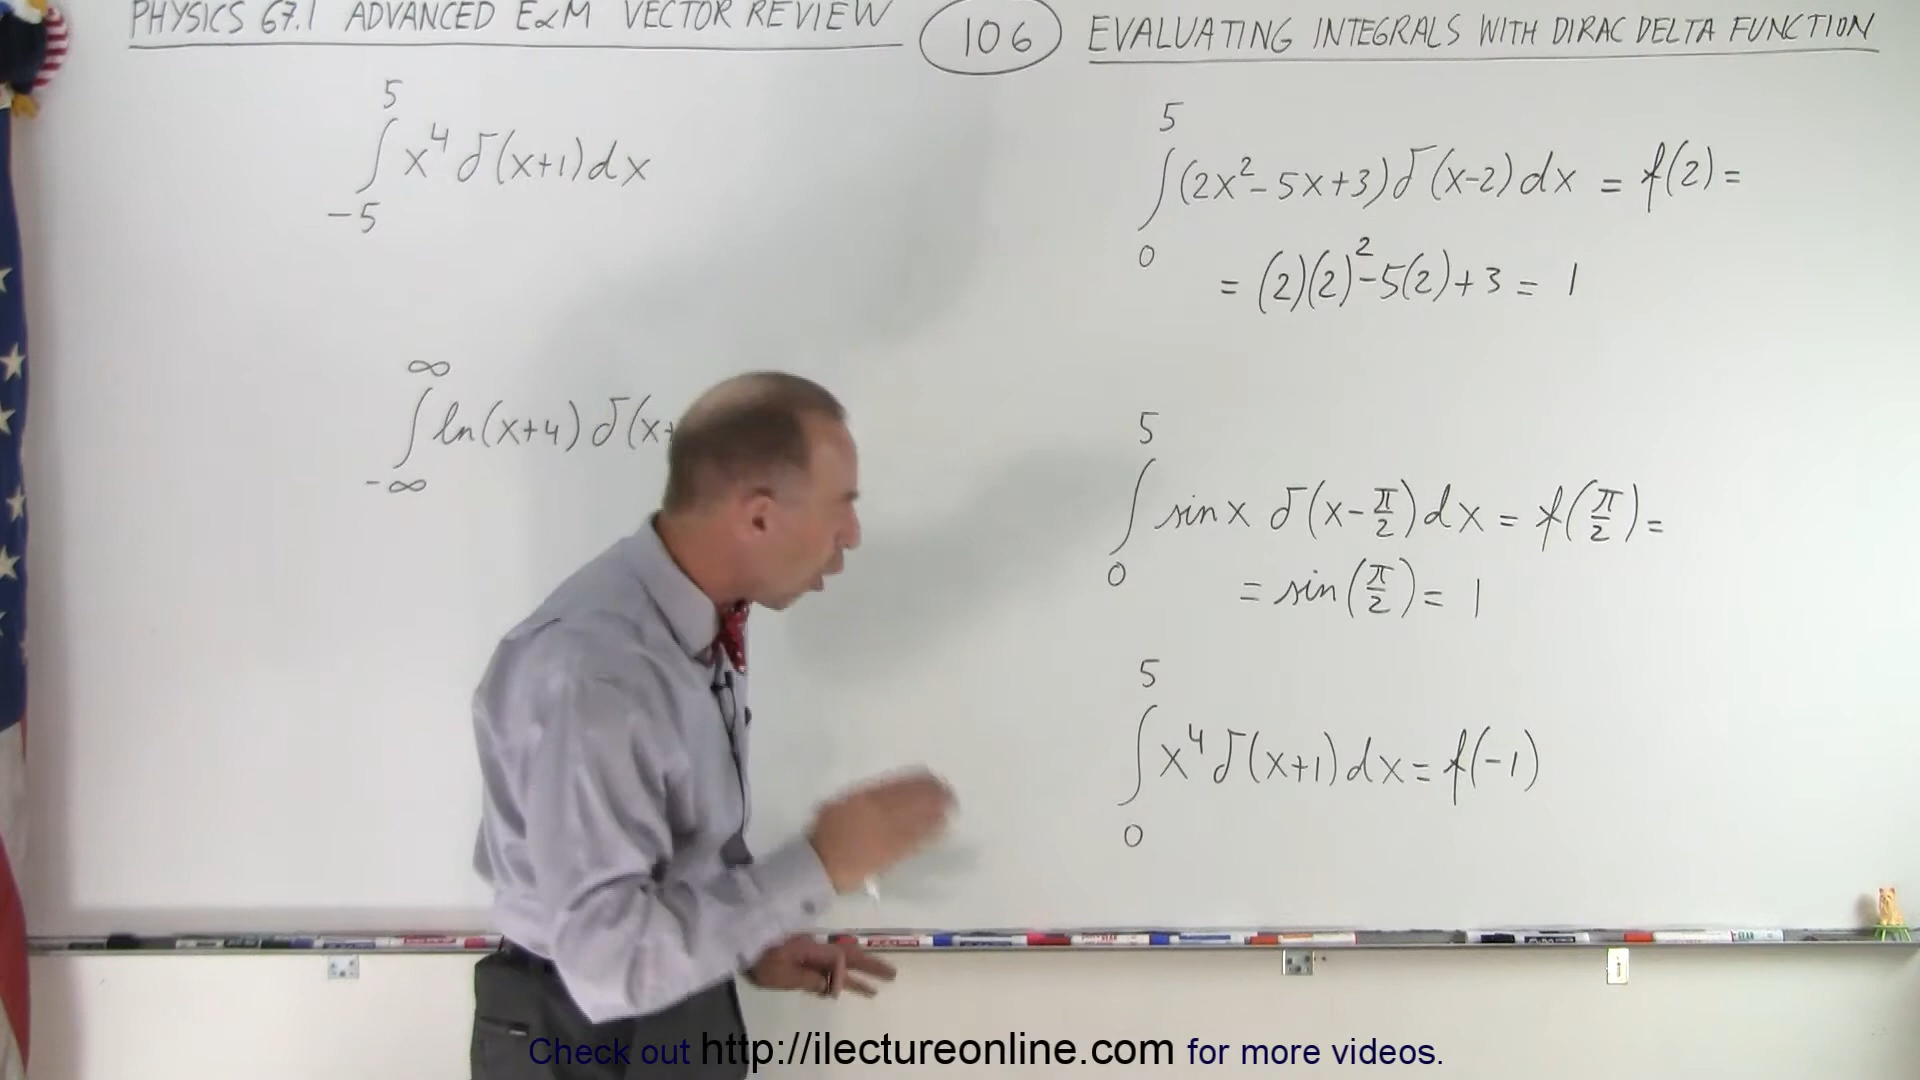 PHYSICS 67.1 ADVANCED E&M VECTOR REVIEW 106 EVALUATING INTEGRALS WITH DIRAC DELTA FUNCTION
5
∫ x⁴ δ(x+1) dx
-5
∞
∫ ln(x+4) δ(x+
-∞
5
∫ (2x²-5x+3) δ(x-2) dx = f(2) =
0
= (2)(2)²-5(2)+3 = 1
5
∫ sin x δ(x-π/2) dx = f(π/2) =
0
= sin(π/2) = 1
5
∫ x⁴ δ(x+1) dx = f(-1)
0
Check out http://ilectureonline.com for more videos.